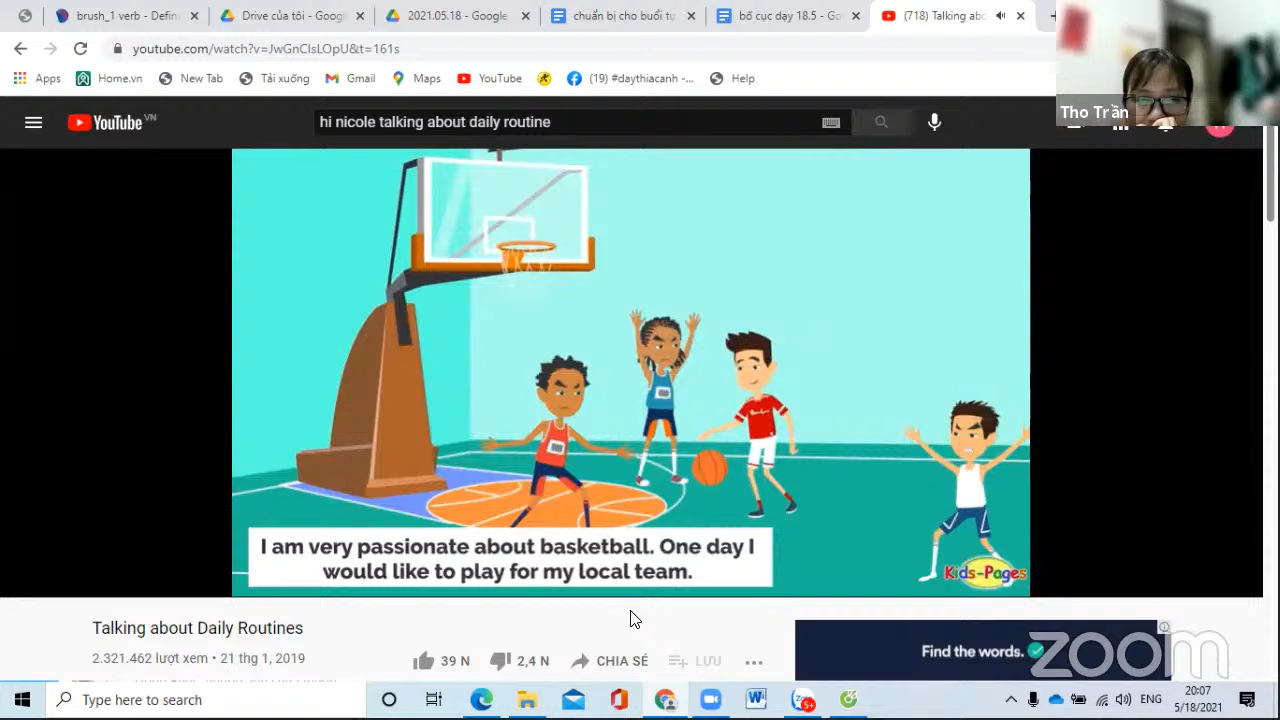 brush_1 verb - Defin
Drive của tôi - Goog
2021.05.18 - Google
chuẩn bị cho buổi tự
bố cục dạy 18.5 - Go
(718) Talking abo
youtube.com/watch?v=JwGnCIsLOpU&t=161s
Apps
Home.vn
New Tab
Tải xuống
Gmail
Maps
YouTube
(19) #daythiacanh -...
Help
Tho Trần
YouTube VN
hi nicole talking about daily routine
I am very passionate about basketball. One day I
would like to play for my local team.
Kids-Pages
Talking about Daily Routines
2.321.462 lượt xem • 21 thg 1, 2019
39 N
2,4 N
CHIA SẺ
LƯU
Find the words.
zoom
Type here to search
W
5+
ENG
20:07
5/18/2021